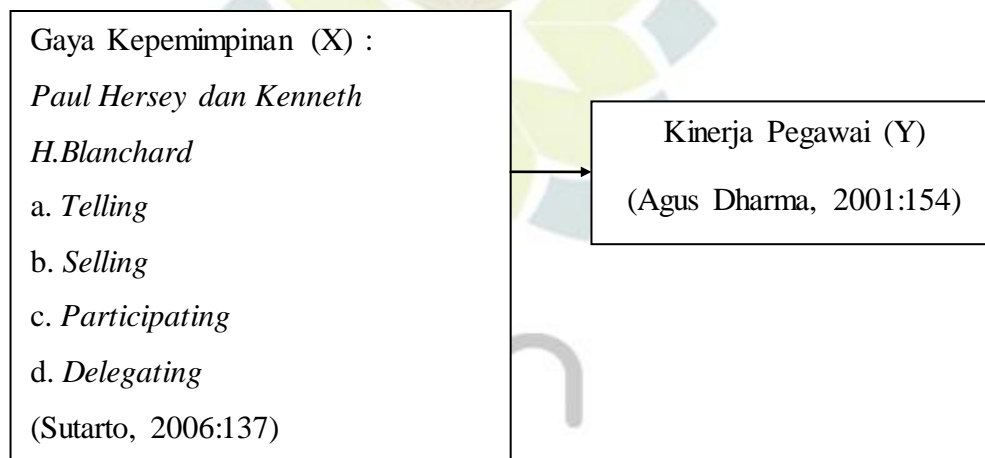 Gaya Kepemimpinan (X) :
Paul Hersey dan Kenneth
H.Blanchard
a. Telling
b. Selling
c. Participating
d. Delegating
(Sutarto, 2006:137)
Kinerja Pegawai (Y)
(Agus Dharma, 2001:154)